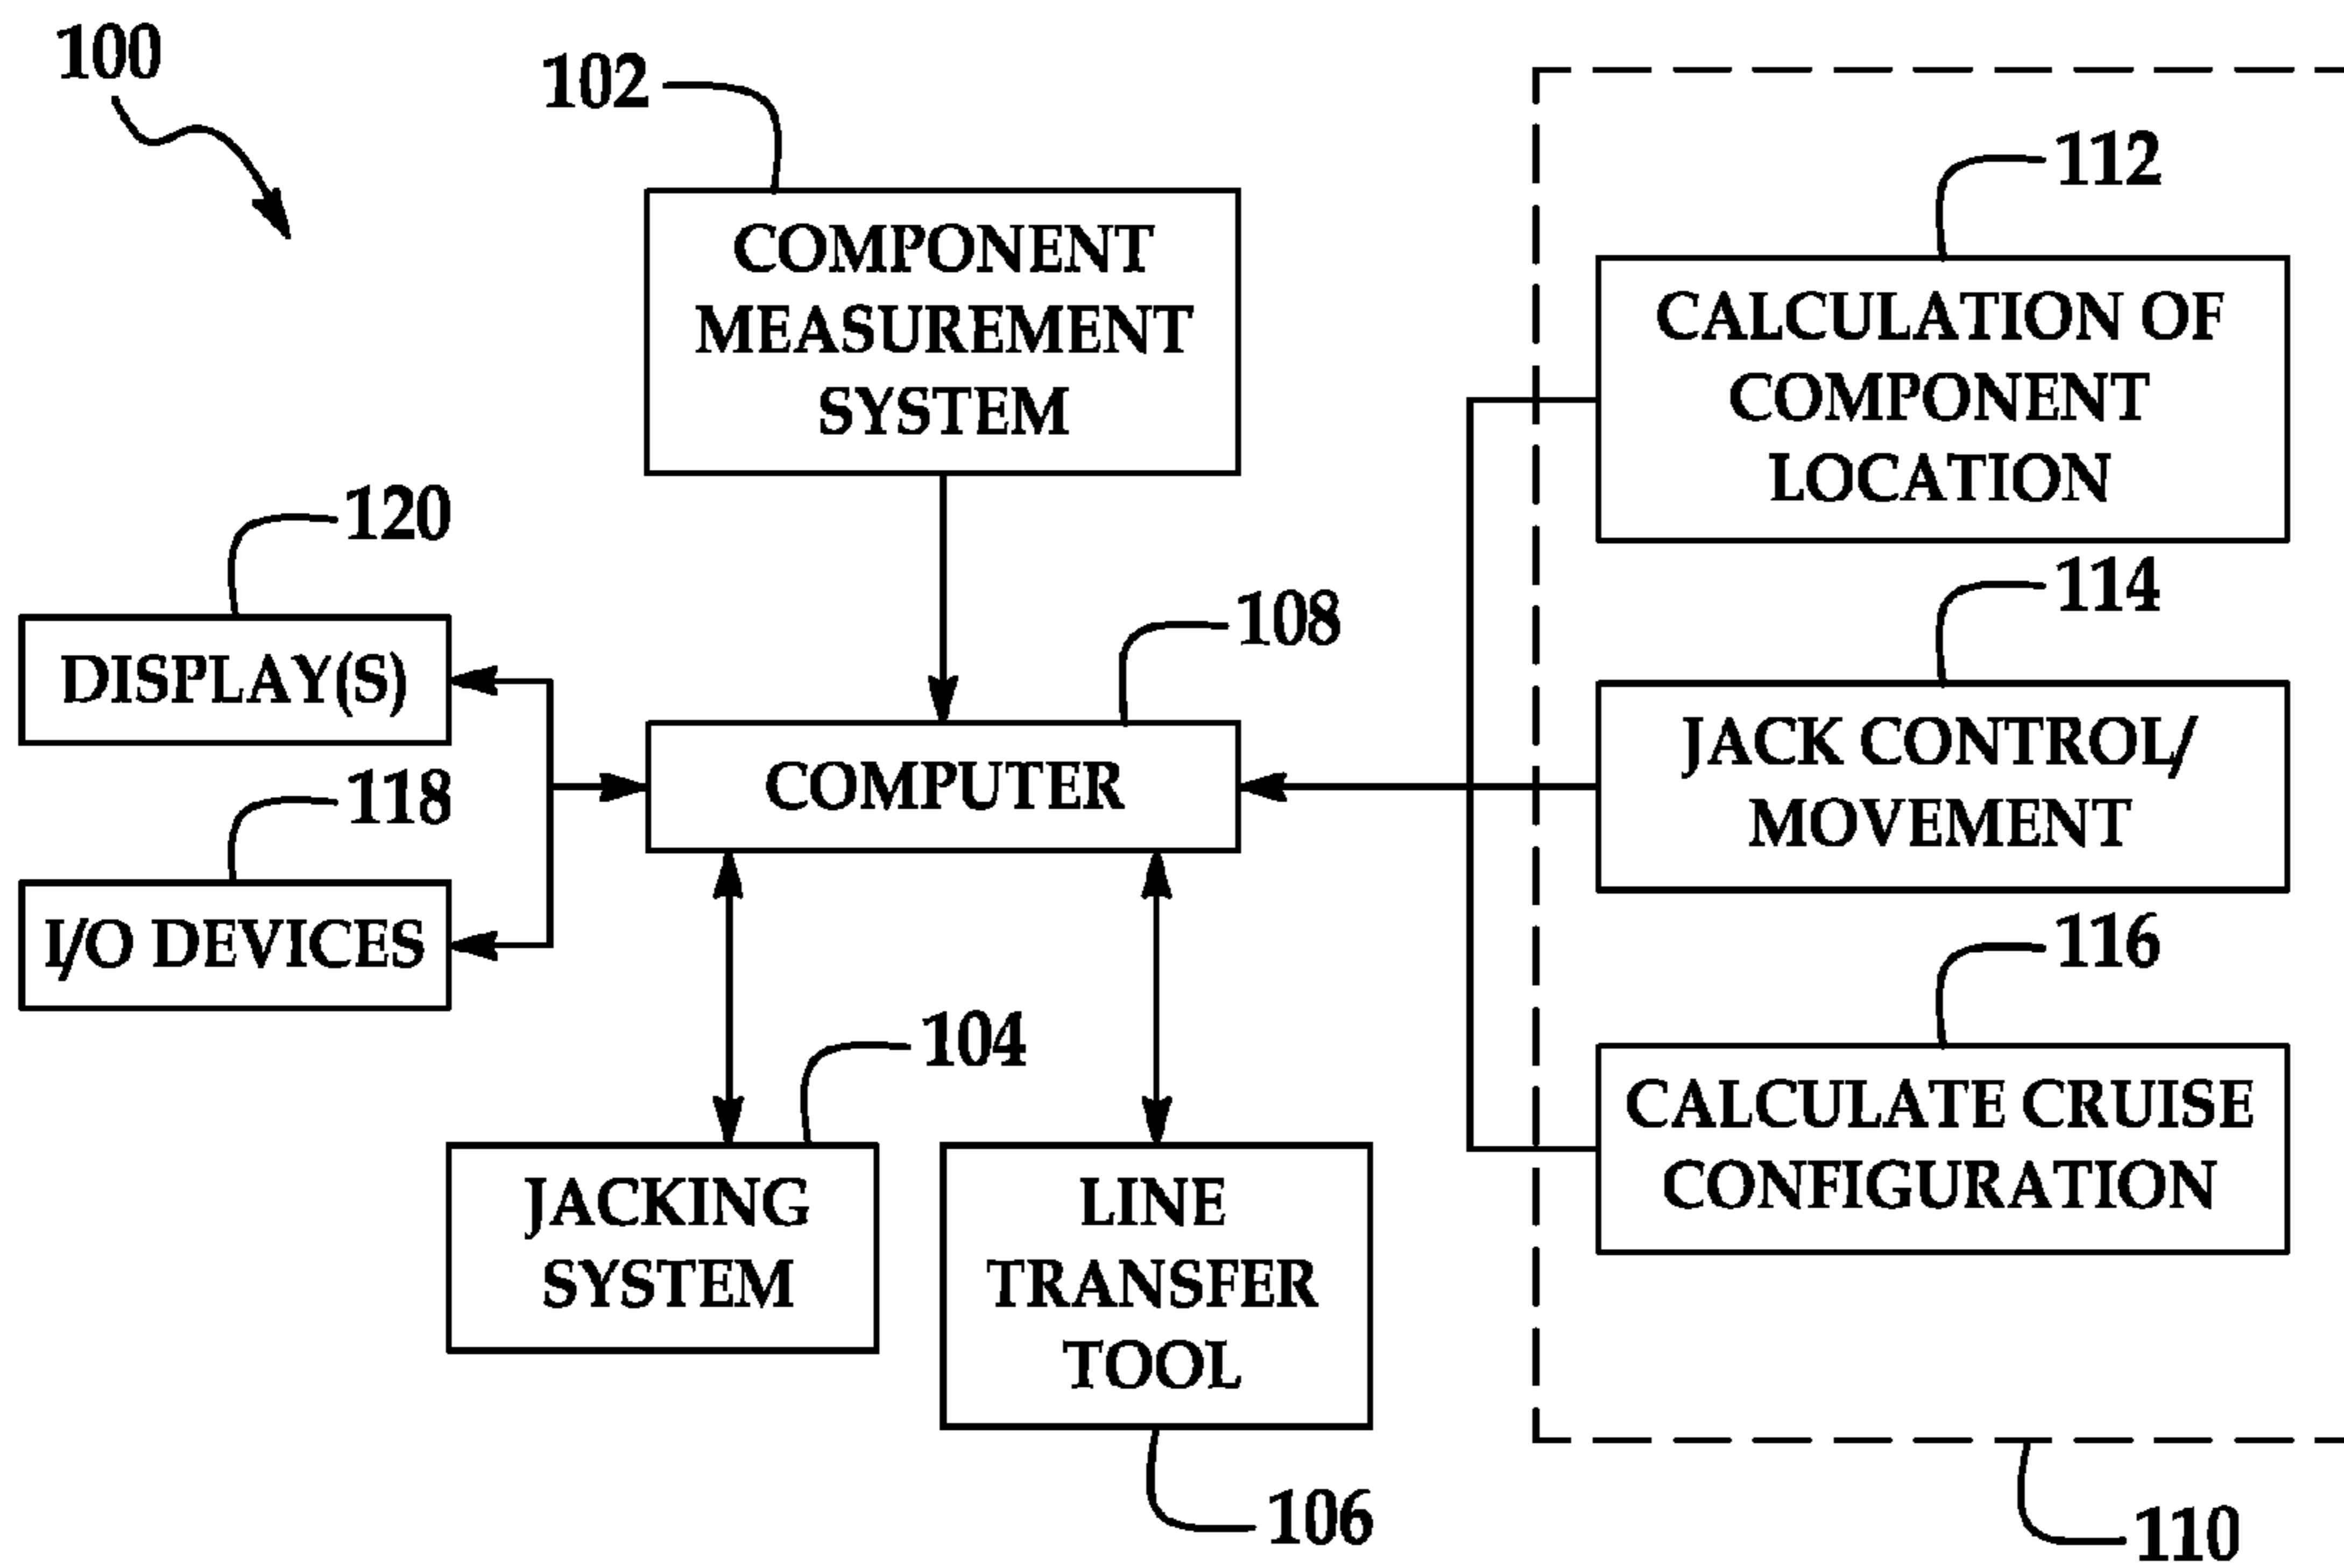 100
102
COMPONENT
MEASUREMENT
SYSTEM
112
CALCULATION OF
COMPONENT
LOCATION
120
DISPLAY(S)
108
COMPUTER
114
JACK CONTROL/
MOVEMENT
118
I/O DEVICES
116
CALCULATE CRUISE
CONFIGURATION
104
JACKING
SYSTEM
LINE
TRANSFER
TOOL
106
110